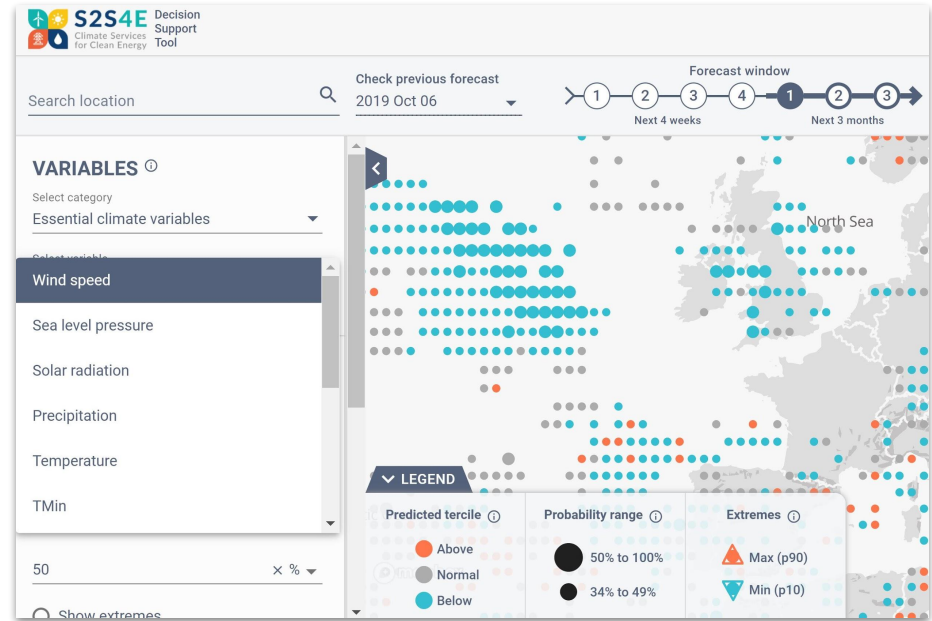 S2S4E
Climate Services
for Clean Energy
Decision
Support
Tool
Search location
Check previous forecast
2019 Oct 06
Forecast window
1 2 3 4 1 2 3
Next 4 weeks Next 3 months
VARIABLES
Select category
Essential climate variables
Select variable
Wind speed
Sea level pressure
Solar radiation
Precipitation
Temperature
TMin
50 × %
Show extremes
North Sea
LEGEND
Predicted tercile
Above
Normal
Below
Probability range
50% to 100%
34% to 49%
Extremes
Max (p90)
Min (p10)